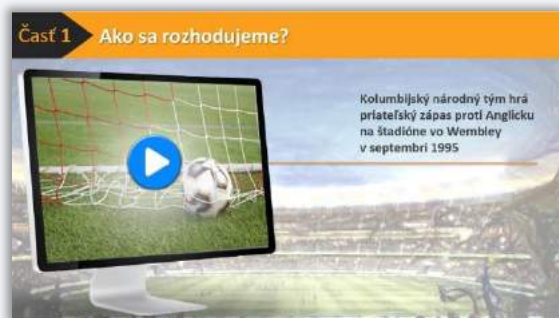 Časť 1
Ako sa rozhodujeme?
Kolumbijský národný tým hrá
priateľský zápas proti Anglicku
na štadióne vo Wembley
v septembri 1995